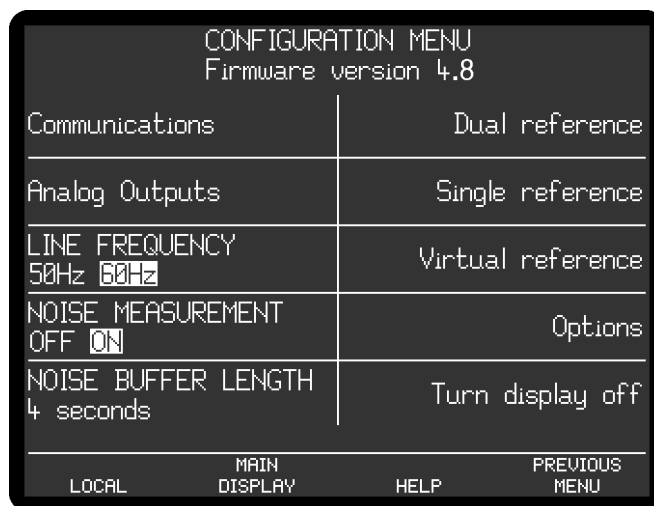 CONFIGURATION MENU
Firmware version 4.8
Communications
Dual reference
Analog Outputs
Single reference
LINE FREQUENCY
50Hz 60Hz
Virtual reference
NOISE MEASUREMENT
OFF ON
Options
NOISE BUFFER LENGTH
4 seconds
Turn display off
LOCAL
MAIN
DISPLAY
HELP
PREVIOUS
MENU